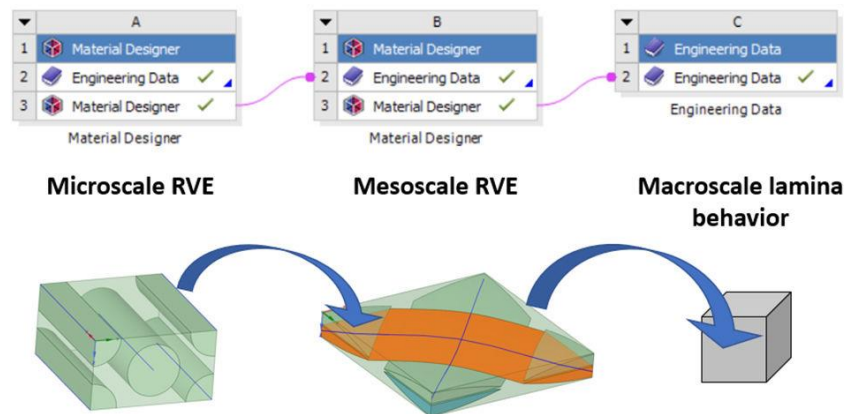 A
1 Material Designer
2 Engineering Data
3 Material Designer
Material Designer
B
1 Material Designer
2 Engineering Data
3 Material Designer
Material Designer
C
1 Engineering Data
2 Engineering Data
Engineering Data
Microscale RVE
Mesoscale RVE
Macroscale lamina
behavior